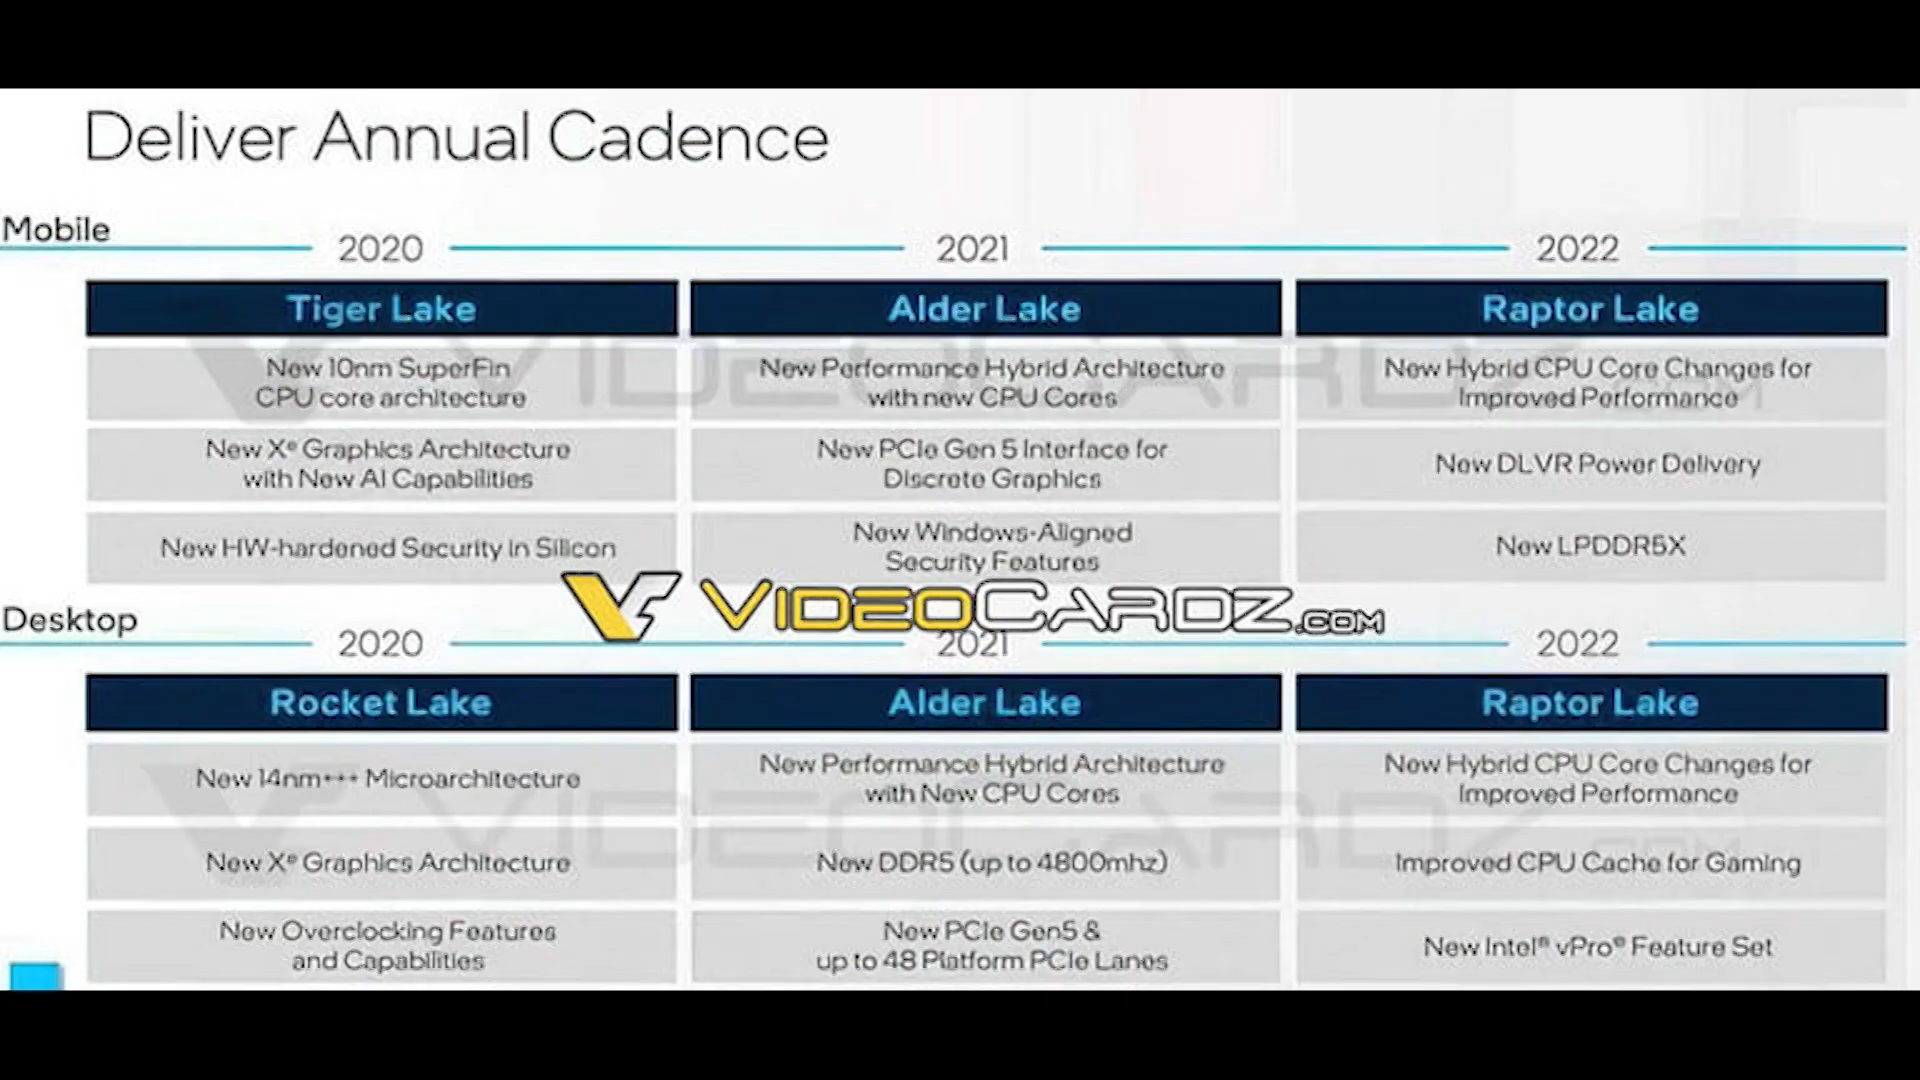 Deliver Annual Cadence
Mobile
2020
2021
2022
Tiger Lake
Alder Lake
Raptor Lake
New 10nm SuperFin
CPU core architecture
New Performance Hybrid Architecture
with new CPU Cores
New Hybrid CPU Core Changes for
Improved Performance
New Xe Graphics Architecture
with New AI Capabilities
New PCIe Gen 5 Interface for
Discrete Graphics
New DLVR Power Delivery
New HW-hardened Security in Silicon
New Windows-Aligned
Security Features
New LPDDR5X
VIDEOCARDZ.COM
Desktop
2020
2021
2022
Rocket Lake
Alder Lake
Raptor Lake
New 14nm+++ Microarchitecture
New Performance Hybrid Architecture
with New CPU Cores
New Hybrid CPU Core Changes for
Improved Performance
New Xe Graphics Architecture
New DDR5 (up to 4800mhz)
Improved CPU Cache for Gaming
New Overclocking Features
and Capabilities
New PCIe Gen5 &
up to 48 Platform PCIe Lanes
New Intel® vPro® Feature Set
VIDEOCARDZ.COM
VIDEOCARDZ.COM